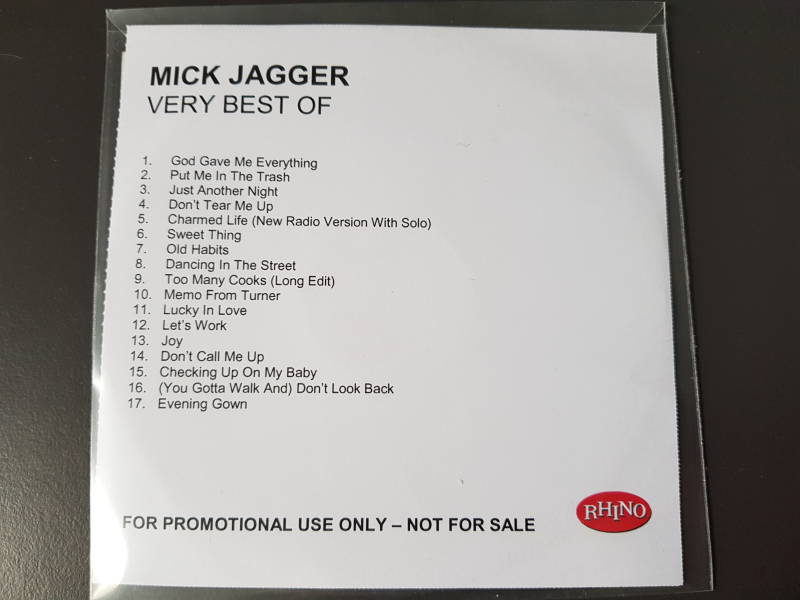 MICK JAGGER
VERY BEST OF
1. God Gave Me Everything
2. Put Me In The Trash
3. Just Another Night
4. Don't Tear Me Up
5. Charmed Life (New Radio Version With Solo)
6. Sweet Thing
7. Old Habits
8. Dancing In The Street
9. Too Many Cooks (Long Edit)
10. Memo From Turner
11. Lucky In Love
12. Let's Work
13. Joy
14. Don't Call Me Up
15. Checking Up On My Baby
16. (You Gotta Walk And) Don't Look Back
17. Evening Gown
RHINO
FOR PROMOTIONAL USE ONLY – NOT FOR SALE